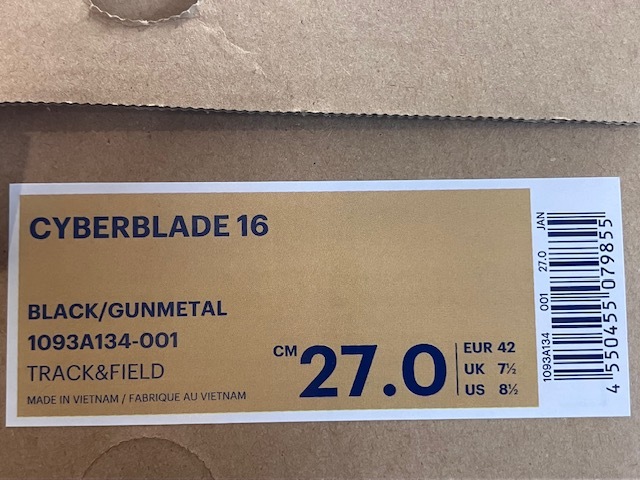 CYBERBLADE 16
BLACK/GUNMETAL
1093A134-001
TRACK&FIELD
MADE IN VIETNAM / FABRIQUE AU VIETNAM
CM 27.0
EUR 42
UK 7½
US 8½
1093A134 001 27.0 JAN
4 550455 079855